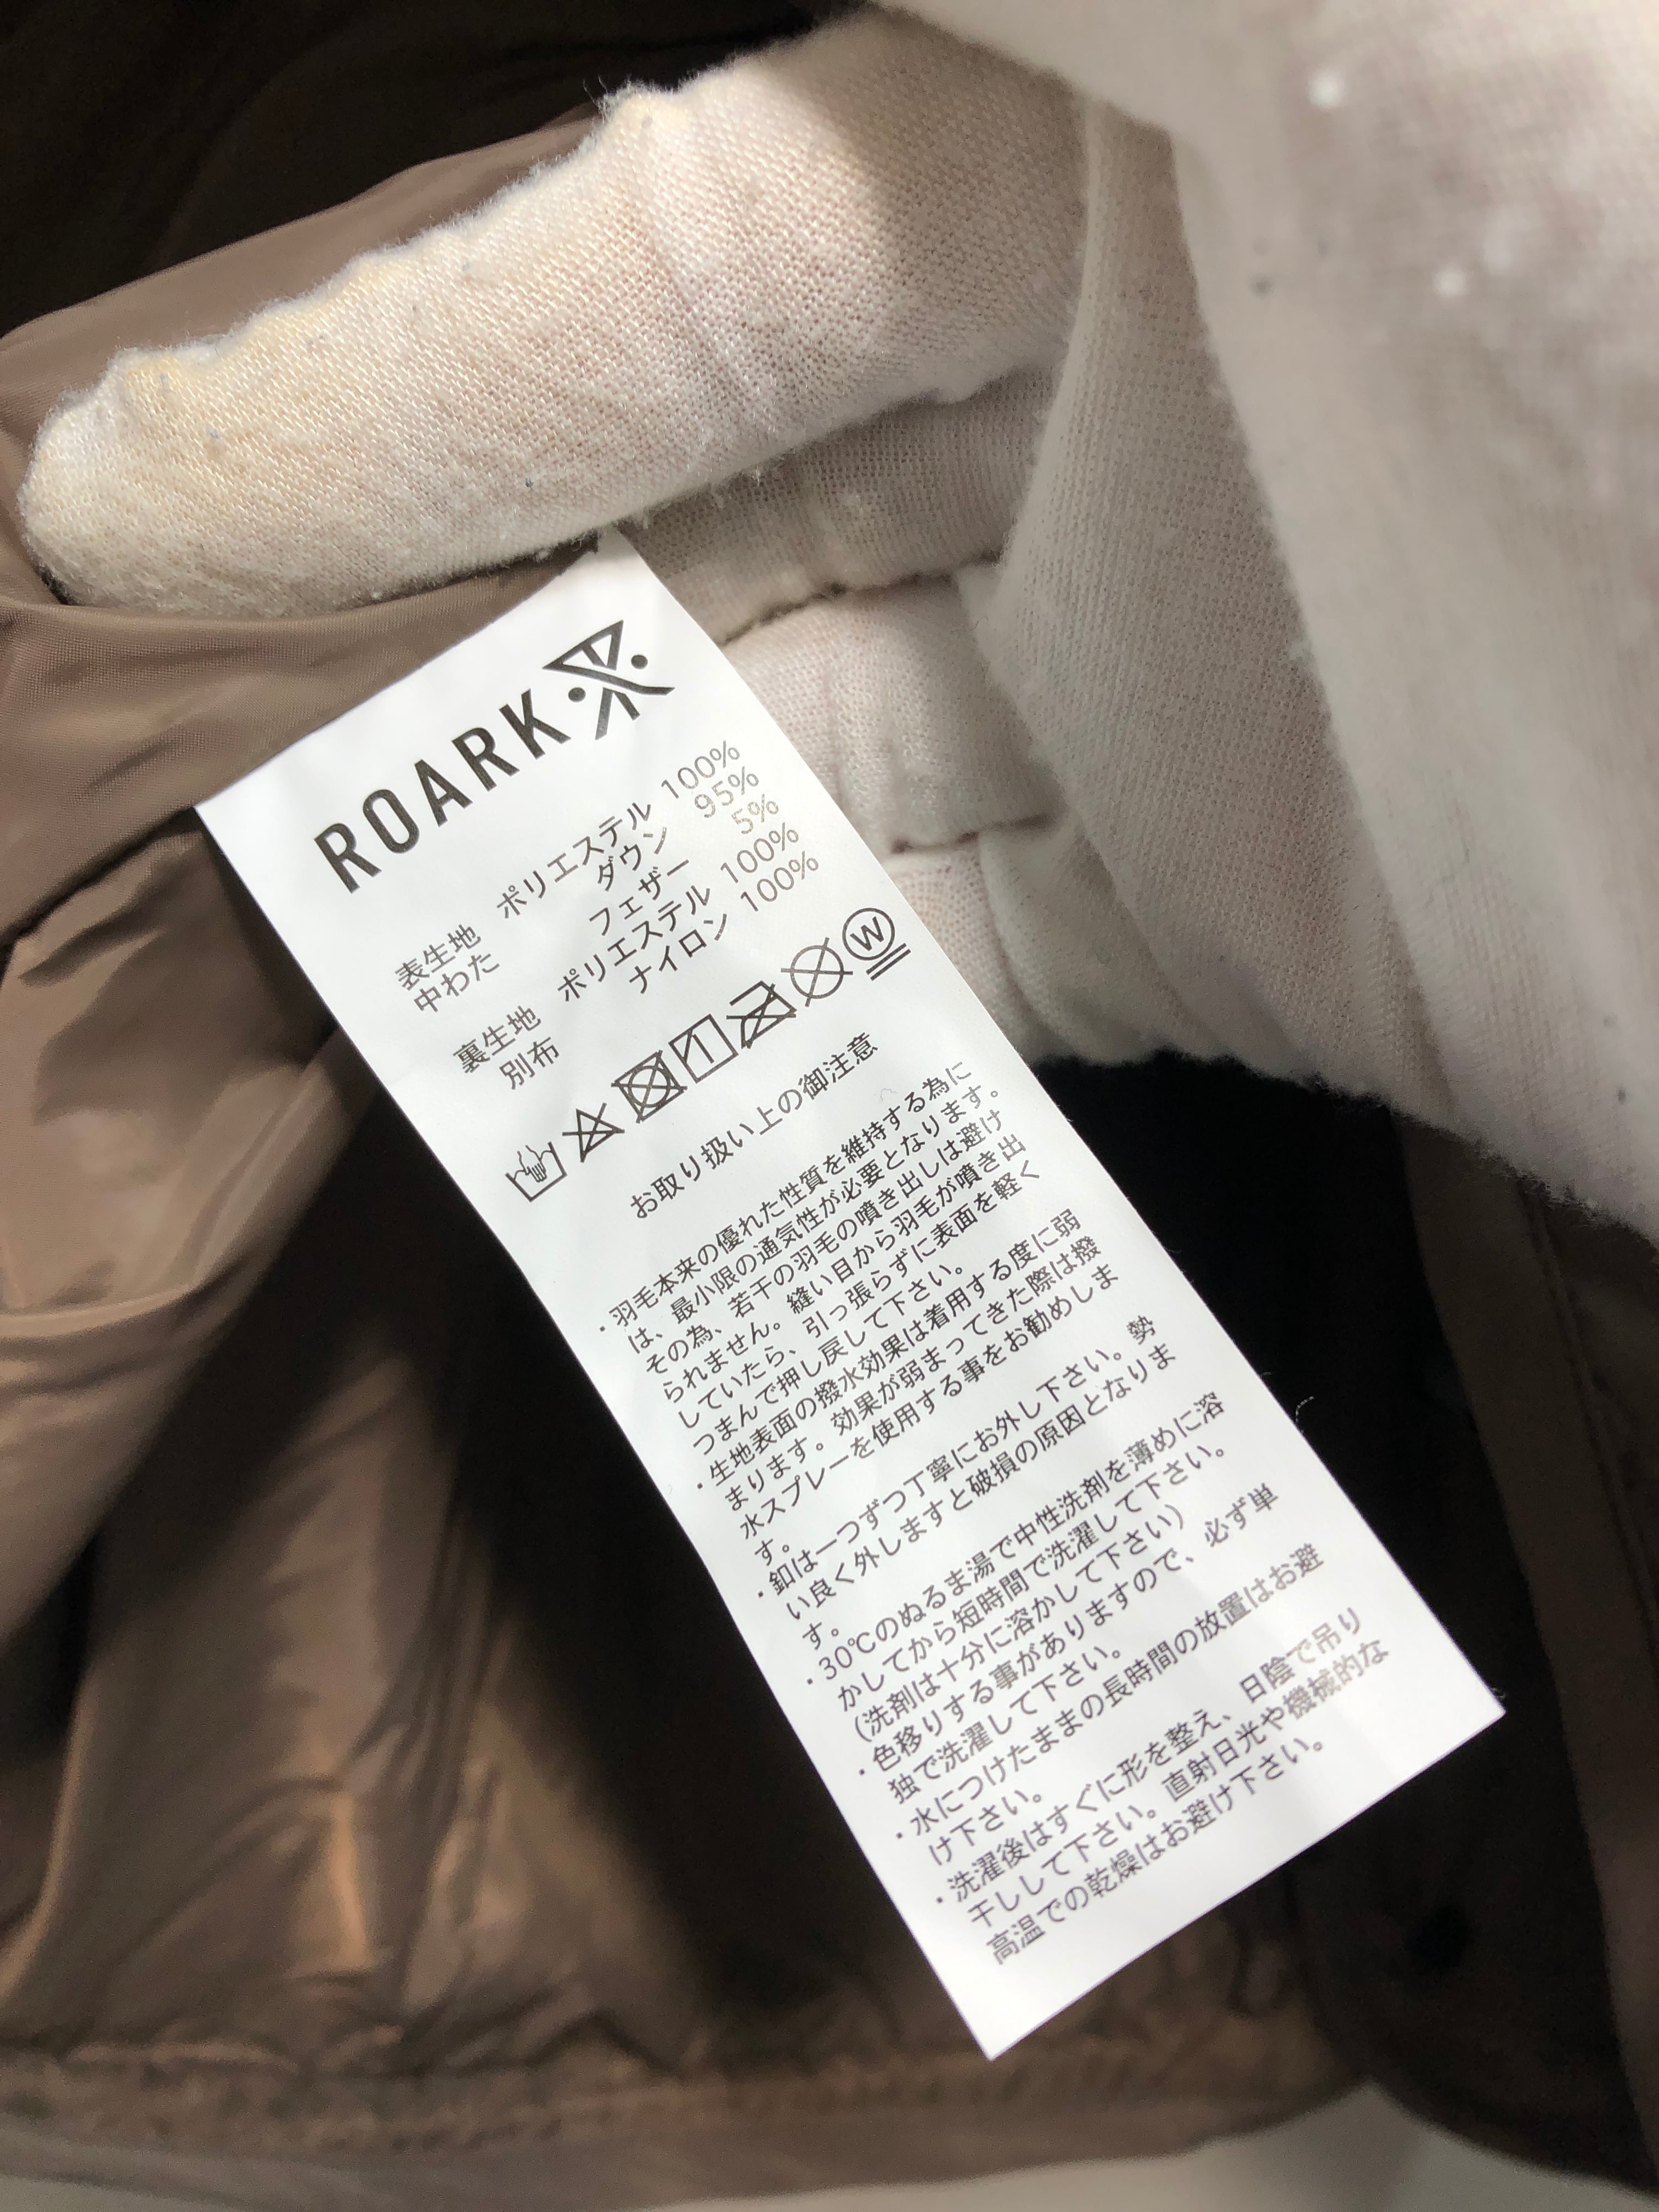 ROARK
表生地 ポリエステル 100%
中わた ダウン 95%
フェザー 5%
裏生地 ポリエステル 100%
別布 ナイロン 100%
W
お取り扱い上の御注意
・羽毛本来の優れた性質を維持する為に
は、最小限の通気性が必要となります。
その為、若干の羽毛の噴き出しは避け
られません。縫い目から羽毛が噴き出
していたら、引っ張らずに表面を軽く
つまんで押し戻して下さい。
・生地表面の撥水効果は着用する度に弱
まります。効果が弱まってきた際は撥
水スプレーを使用する事をお勧めしま
す。
・釦は一つずつ丁寧にお外し下さい。勢
い良く外しますと破損の原因となりま
す。
・30℃のぬるま湯で中性洗剤を薄めに溶
かしてから短時間で洗濯して下さい。
(洗剤は十分に溶かして下さい)
・色移りする事がありますので、必ず単
独で洗濯して下さい。
・水につけたままの長時間の放置はお避
け下さい。
・洗濯後はすぐに形を整え、日陰で吊り
干しして下さい。直射日光や機械的な
高温での乾燥はお避け下さい。